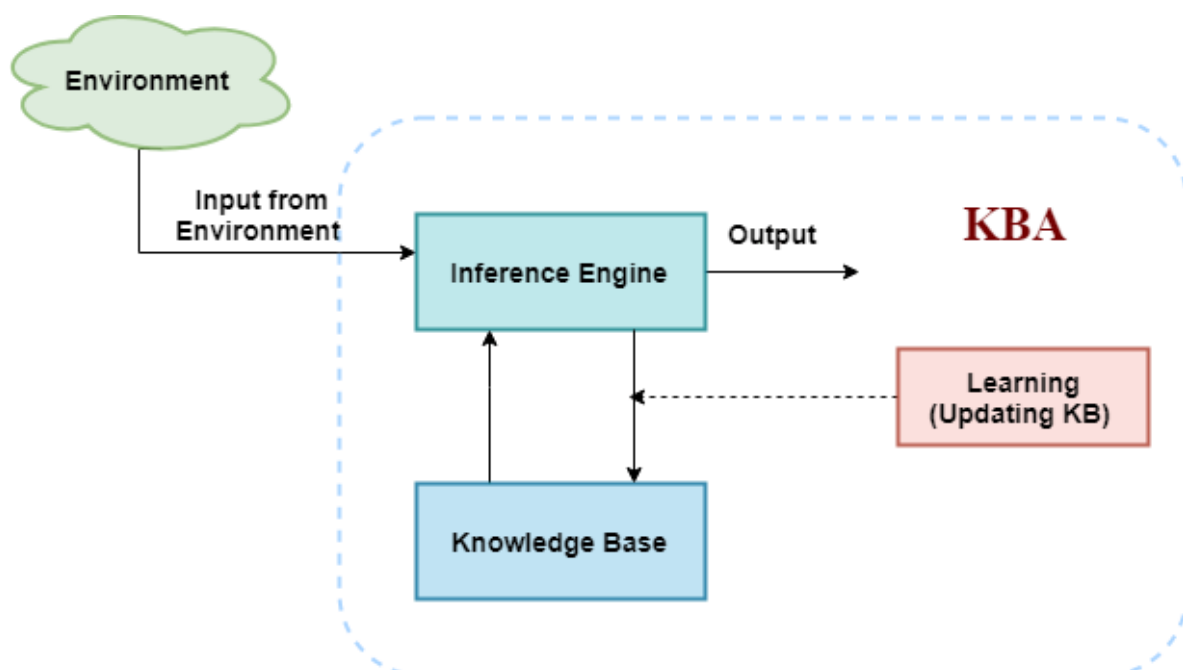 Environment
Input from
Environment
Inference Engine
Output
KBA
Learning
(Updating KB)
Knowledge Base